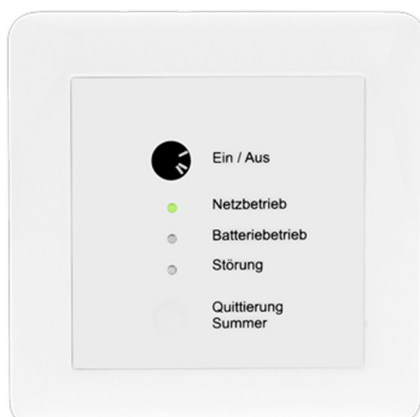 Ein / Aus
Netzbetrieb
Batteriebetrieb
Störung
Quittierung
Summer